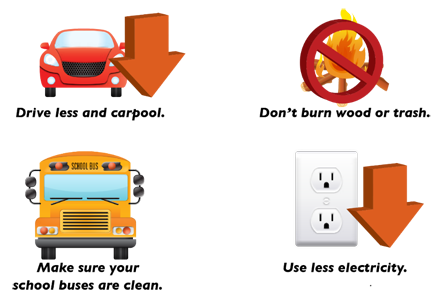 Drive less and carpool.
Don't burn wood or trash.
SCHOOL BUS
Make sure your
school buses are clean.
Use less electricity.